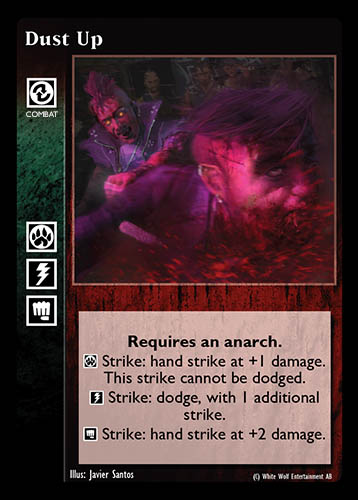 Dust Up
COMBAT
Requires an anarch.
Strike: hand strike at +1 damage.
This strike cannot be dodged.
Strike: dodge, with 1 additional
strike.
Strike: hand strike at +2 damage.
Illus: Javier Santos
(C) White Wolf Entertainment AB